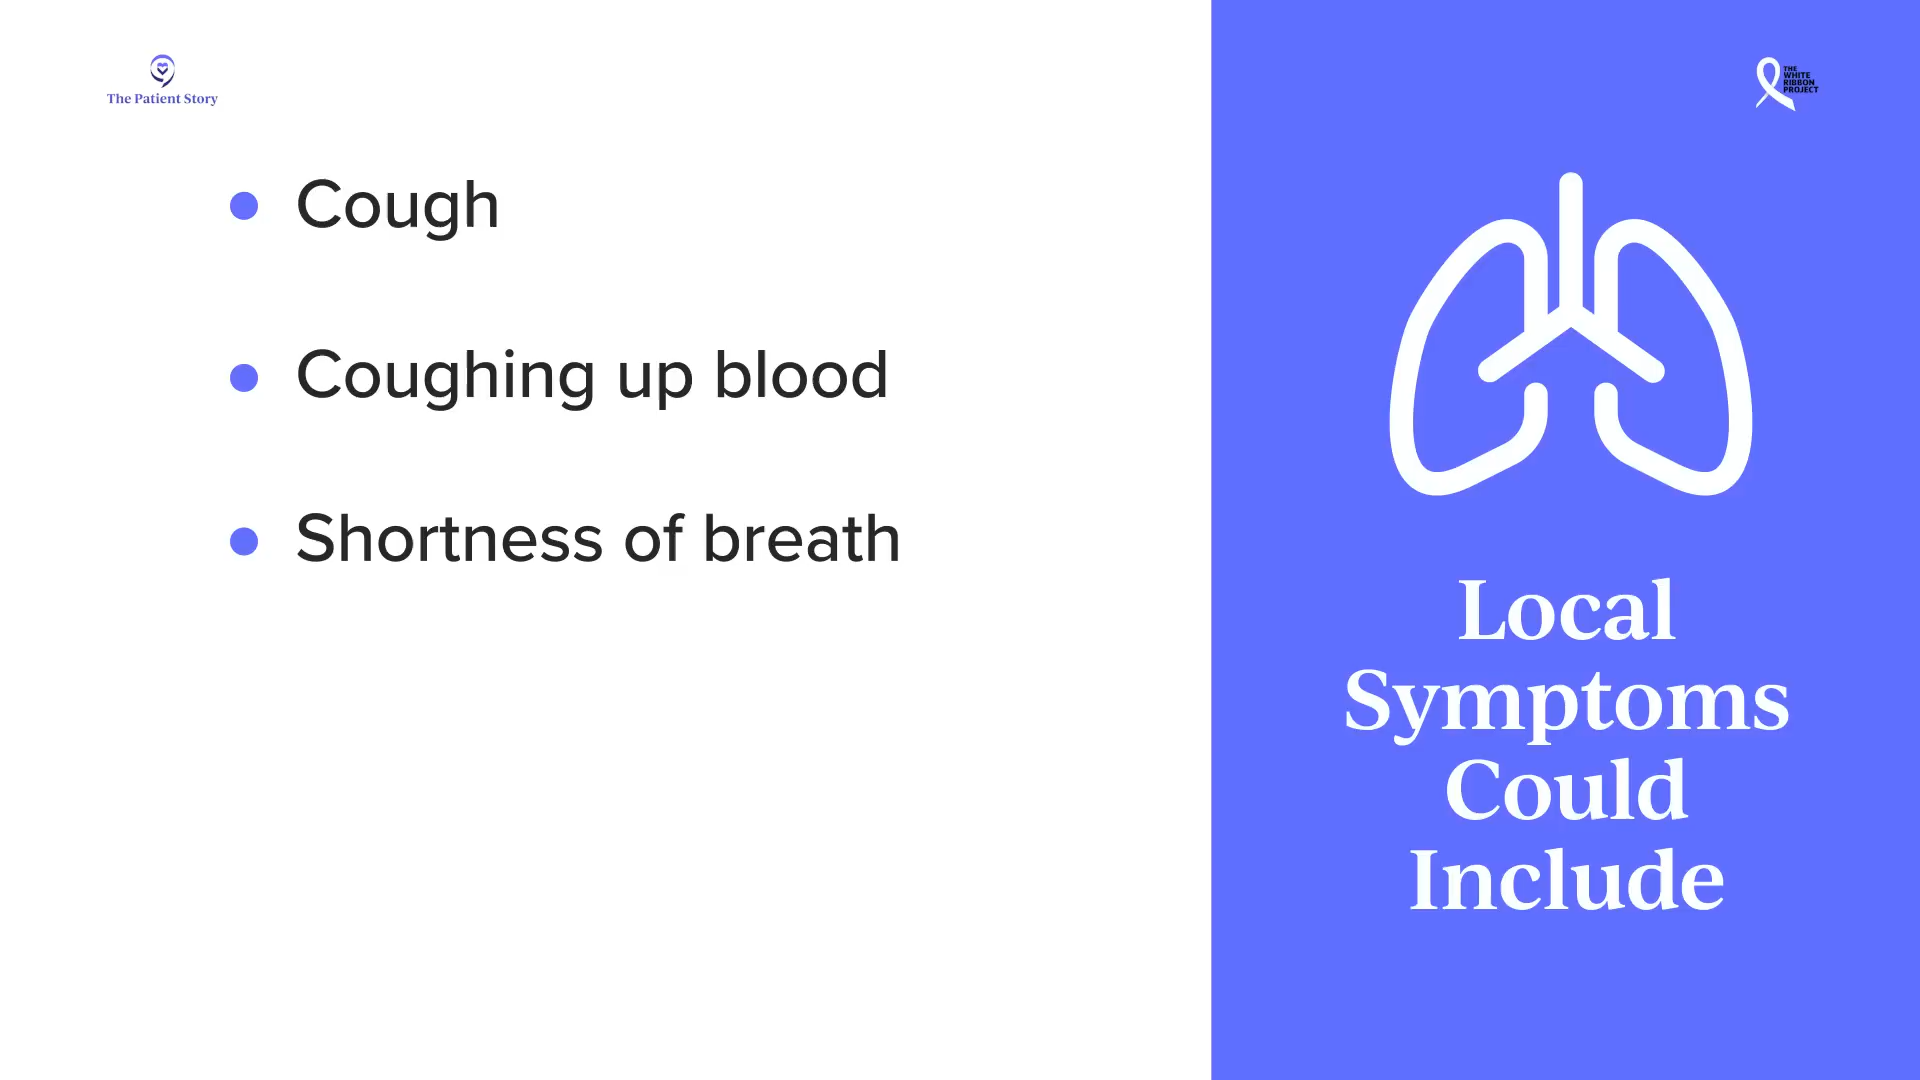 The Patient Story
Cough
Coughing up blood
Shortness of breath
THE
WHITE
RIBBON
PROJECT
Local
Symptoms
Could
Include